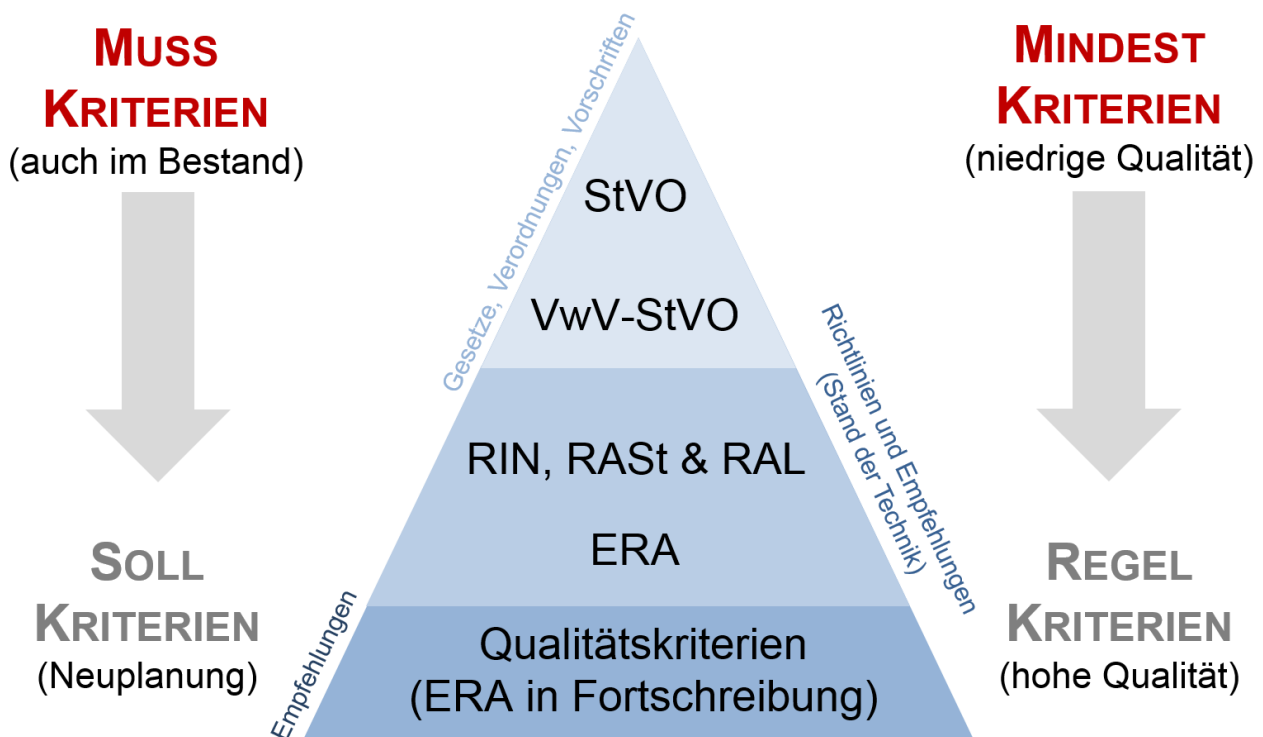 MUSS
KRITERIEN
(auch im Bestand)
SOLL
KRITERIEN
(Neuplanung)
Gesetze, Verordnungen, Vorschriften
StVO
VwV-StVO
RIN, RASt & RAL
ERA
Richtlinien und Empfehlungen
(Stand der Technik)
Empfehlungen
Qualitätskriterien
(ERA in Fortschreibung)
MINDEST
KRITERIEN
(niedrige Qualität)
REGEL
KRITERIEN
(hohe Qualität)